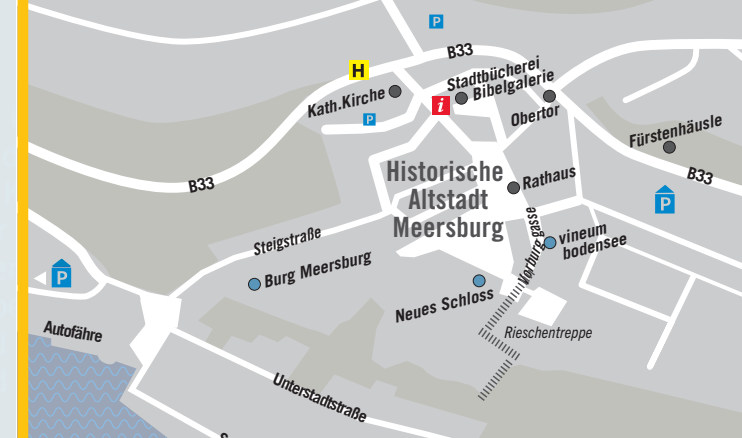 P
B33
H
Stadtbücherei
Bibelgalerie
Kath.Kirche
i
P
Obertor
Fürstenhäusle
B33
B33
Historische
Altstadt
Meersburg
Rathaus
P
Vorburggasse
vineum
bodensee
Steigstraße
Burg Meersburg
P
Neues Schloss
Rieschentreppe
Autofähre
Unterstadtstraße